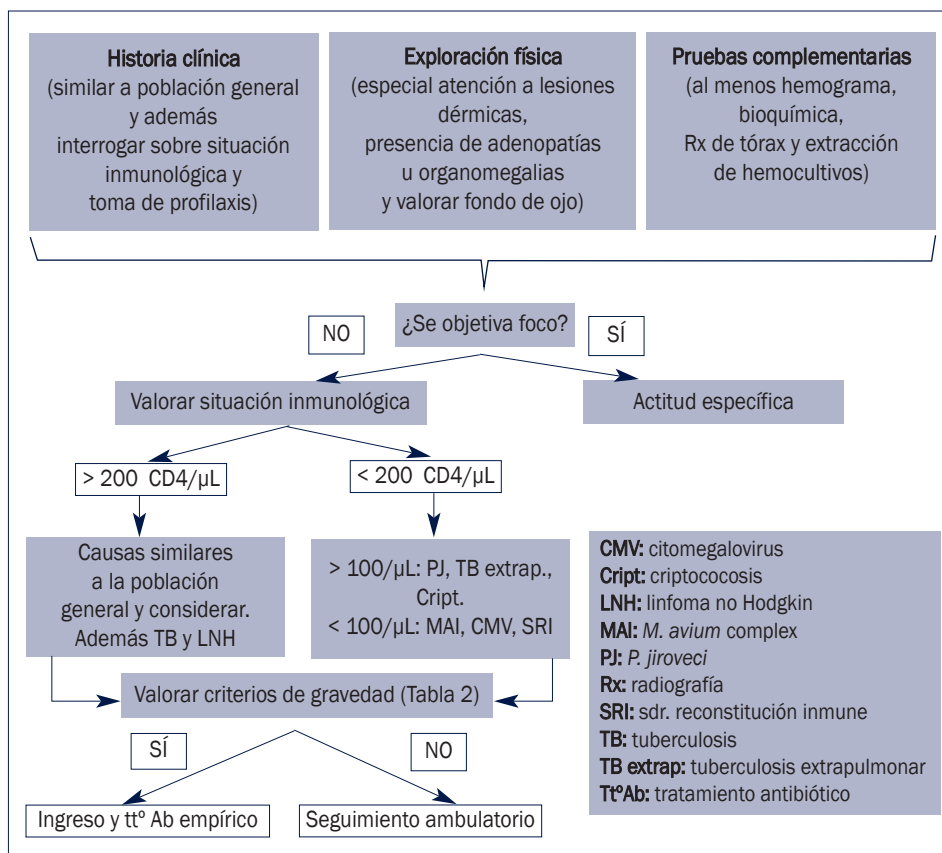 Historia clínica
(similar a población general
y además
interrogar sobre situación
inmunológica y
toma de profilaxis)
Exploración física
(especial atención a lesiones
dérmicas,
presencia de adenopatías
u organomegalias
y valorar fondo de ojo)
Pruebas complementarias
(al menos hemograma,
bioquímica,
Rx de tórax y extracción
de hemocultivos)
¿Se objetiva foco?
NO
SÍ
Valorar situación inmunológica
Actitud específica
> 200 CD4/µL
< 200 CD4/µL
Causas similares
a la población
general y considerar.
Además TB y LNH
> 100/µL: PJ, TB extrap.,
Cript.
< 100/µL: MAI, CMV, SRI
Valorar criterios de gravedad (Tabla 2)
SÍ
NO
Ingreso y ttº Ab empírico
Seguimiento ambulatorio
CMV: citomegalovirus
Cript: criptococosis
LNH: linfoma no Hodgkin
MAI: M. avium complex
PJ: P. jiroveci
Rx: radiografía
SRI: sdr. reconstitución inmune
TB: tuberculosis
TB extrap: tuberculosis extrapulmonar
TtºAb: tratamiento antibiótico